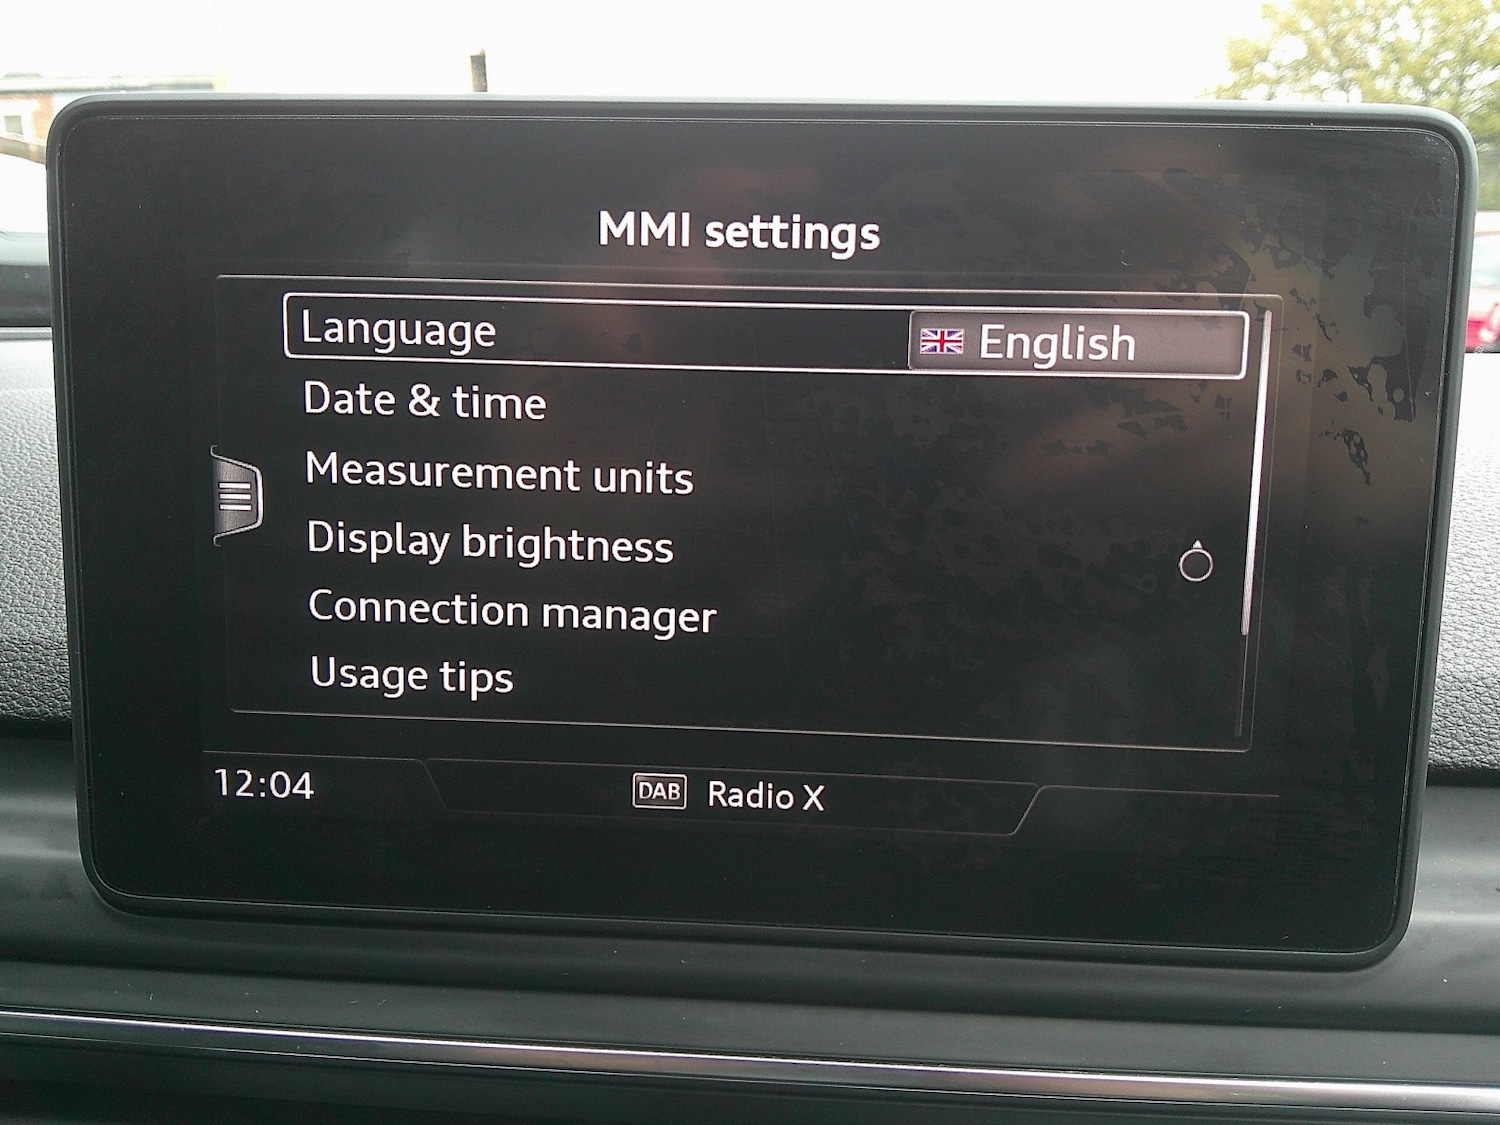 MMI settings
Language English
Date & time
Measurement units
Display brightness
Connection manager
Usage tips
12:04 DAB Radio X